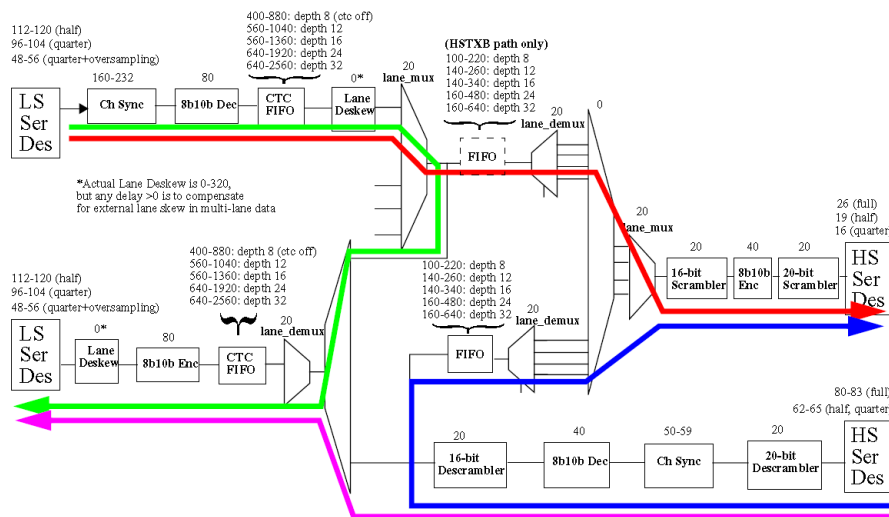 112-120 (half)
96-104 (quarter)
48-56 (quarter+oversampling)
400-880: depth 8 (ctc off)
560-1040: depth 12
560-1360: depth 16
640-1920: depth 24
640-2560: depth 32
160-232
80
0*
20
lane_mux
LS
Ser
Des
Ch Sync
8b10b Dec
CTC
FIFO
Lane
Deskew
(HSTXB path only)
100-220: depth 8
140-260: depth 12
140-340: depth 16
160-480: depth 24
160-640: depth 32
20
lane_demux
0
FIFO
*Actual Lane Deskew is 0-320,
but any delay >0 is to compensate
for external lane skew in multi-lane data
20
lane_mux
26 (full)
19 (half)
16 (quarter)
20
40
20
16-bit
Scrambler
8b10b
Enc
20-bit
Scrambler
HS
Ser
Des
112-120 (half)
96-104 (quarter)
48-56 (quarter+oversampling)
400-880: depth 8 (ctc off)
560-1040: depth 12
560-1360: depth 16
640-1920: depth 24
640-2560: depth 32
0*
80
20
lane_demux
LS
Ser
Des
Lane
Deskew
8b10b Enc
CTC
FIFO
100-220: depth 8
140-260: depth 12
140-340: depth 16
160-480: depth 24
160-640: depth 32
20
lane_demux
FIFO
80-83 (full)
62-65 (half, quarter)
20
40
50-59
20
16-bit
Descrambler
8b10b Dec
Ch Sync
20-bit
Descrambler
HS
Ser
Des